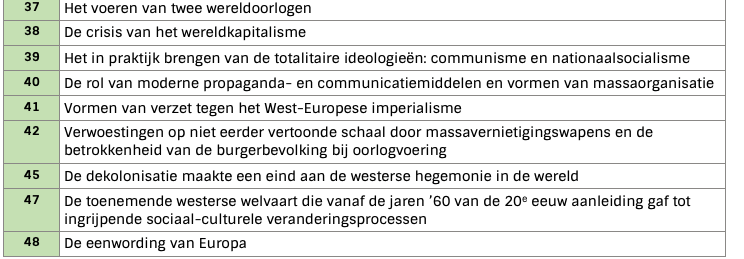 37 Het voeren van twee wereldoorlogen
38 De crisis van het wereldkapitalisme
39 Het in praktijk brengen van de totalitaire ideologieën: communisme en nationaalsocialisme
40 De rol van moderne propaganda- en communicatiemiddelen en vormen van massaorganisatie
41 Vormen van verzet tegen het West-Europese imperialisme
42 Verwoestingen op niet eerder vertoonde schaal door massavernietigingswapens en de
betrokkenheid van de burgerbevolking bij oorlogvoering
45 De dekolonisatie maakte een eind aan de westerse hegemonie in de wereld
47 De toenemende westerse welvaart die vanaf de jaren ’60 van de 20e eeuw aanleiding gaf tot
ingrijpende sociaal-culturele veranderingsprocessen
48 De eenwording van Europa